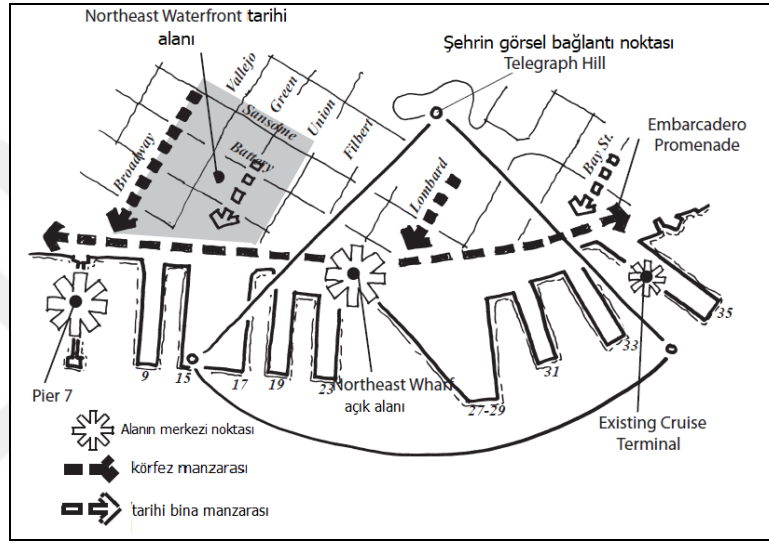 Northeast Waterfront tarihi
alanı
Şehrin görsel bağlantı noktası
Telegraph Hill
Vallejo
Green
Sansome
Union
Filbert
Battery
Broadway
Lombard
Bay St.
Embarcadero
Promenade
35
33
31
27-29
23
19
17
15
9
Pier 7
Northeast Wharf
açık alanı
Existing Cruise
Terminal
Alanın merkezi noktası
körfez manzarası
tarihi bina manzarası